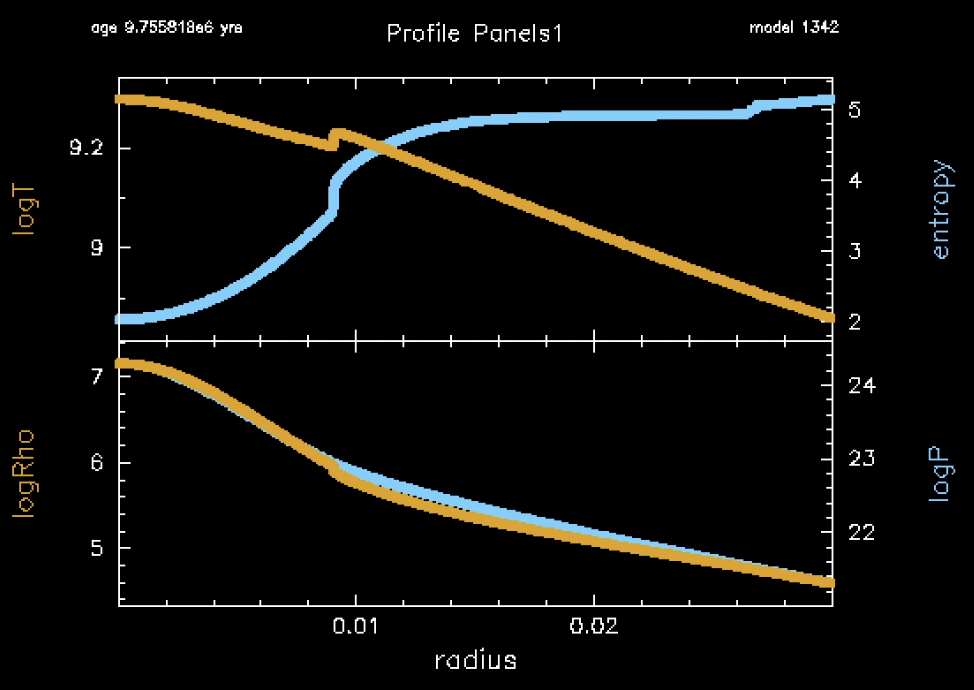 age 9.755818e6 yrs
Profile Panels1
model 1342
logT
9.2
9
5
4
3
2
entropy
logRho
7
6
5
24
23
22
logP
0.01
0.02
radius